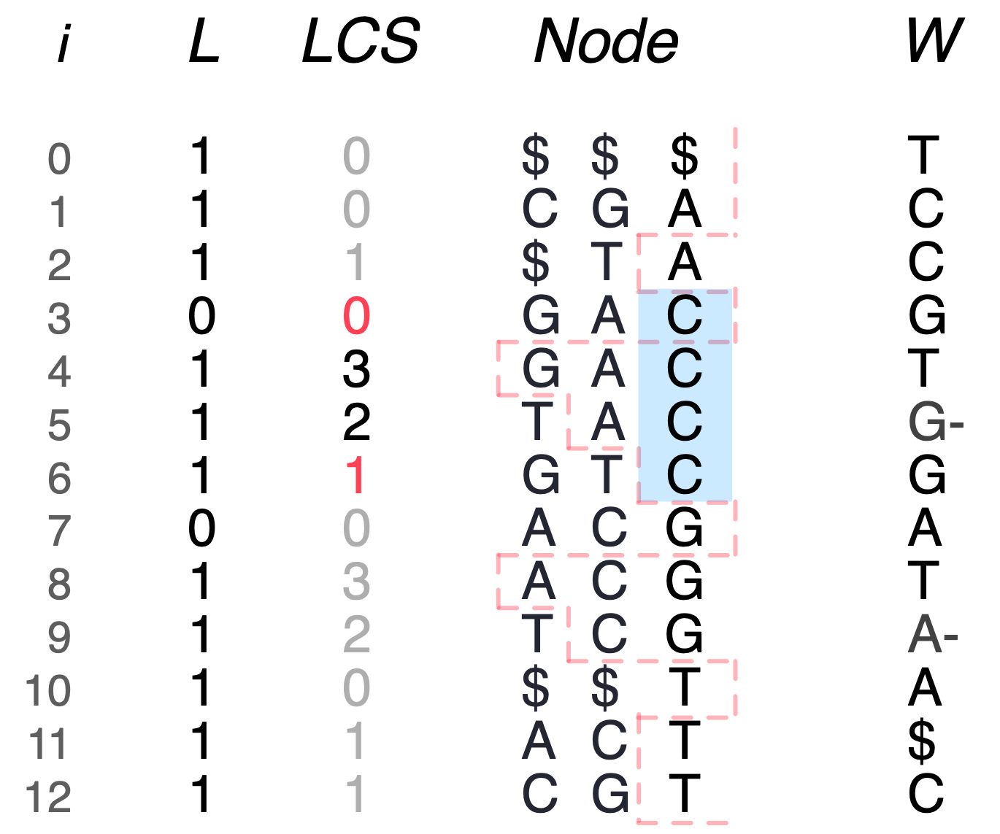 i L LCS Node W
0 1 0 $ $ $ T
1 1 0 C G A C
2 1 1 $ T A C
3 0 0 G A C G
4 1 3 G A C T
5 1 2 T A C G-
6 1 1 G T C G
7 0 0 A C G A
8 1 3 A C G T
9 1 2 T C G A-
10 1 0 $ $ T A
11 1 1 A C T $
12 1 1 C G T C